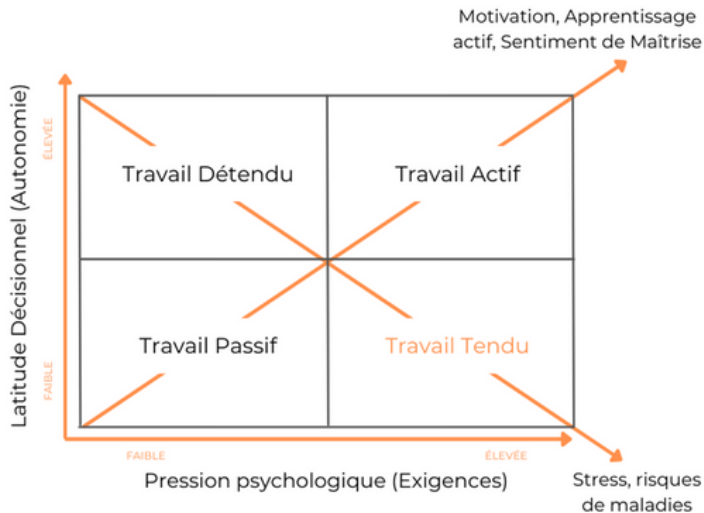 Motivation, Apprentissage
actif, Sentiment de Maîtrise
Latitude Décisionnel (Autonomie)
ÉLEVÉE
FAIBLE
Travail Détendu
Travail Actif
Travail Passif
Travail Tendu
FAIBLE
ÉLEVÉE
Pression psychologique (Exigences)
Stress, risques
de maladies